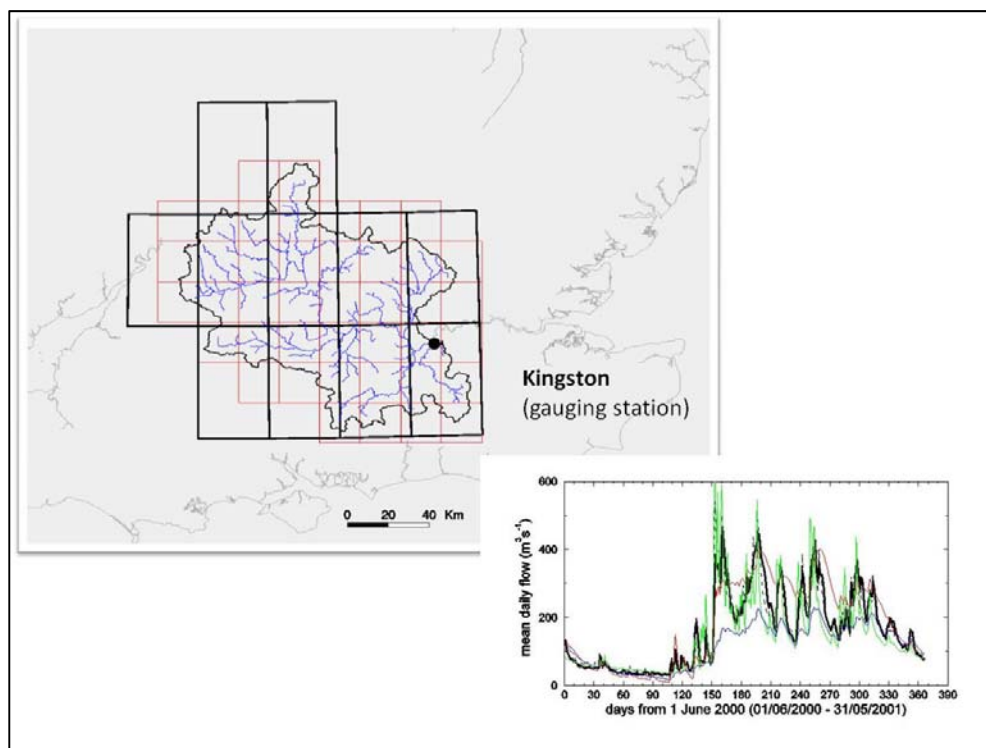 Kingston
(gauging station)
0 20 40 Km
600
400
200
0
mean daily flow (m³s⁻¹)
0 30 60 90 120 150 180 210 240 270 300 330 360 390
days from 1 June 2000 (01/06/2000 - 31/05/2001)